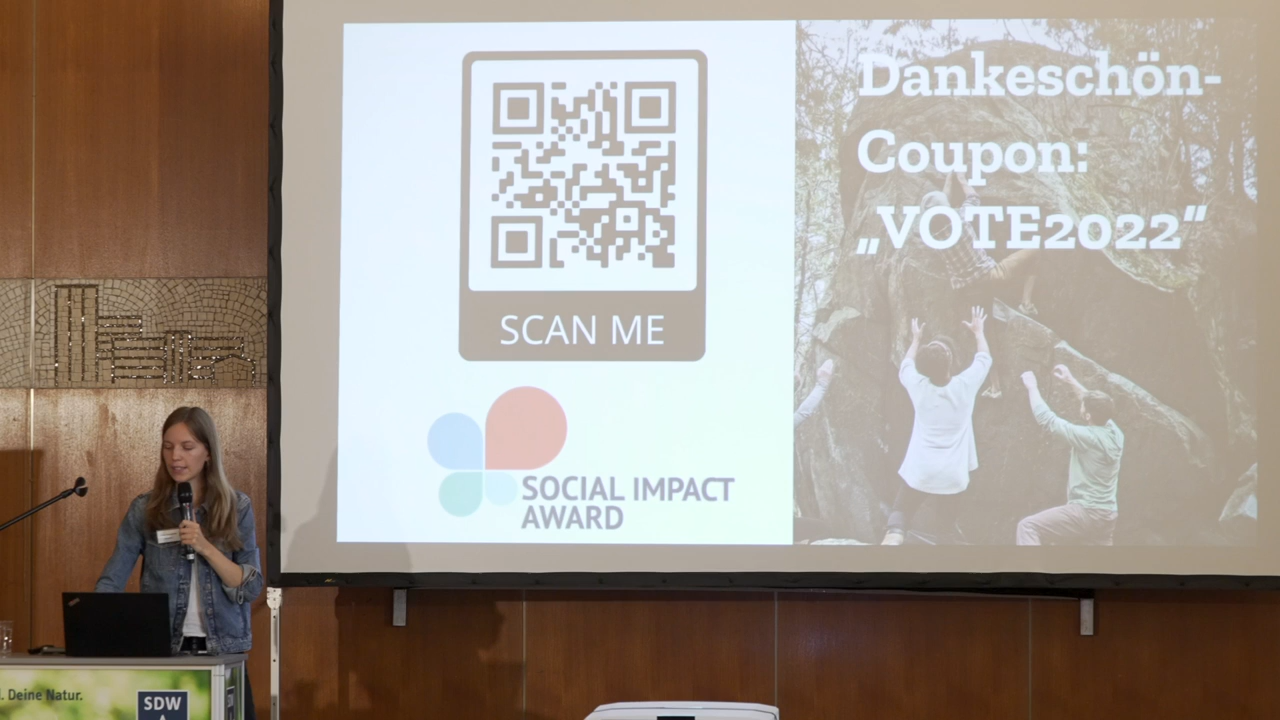 Dankeschön-
Coupon:
„VOTE2022“
SCAN ME
SOCIAL IMPACT
AWARD
. Deine Natur.
SDW